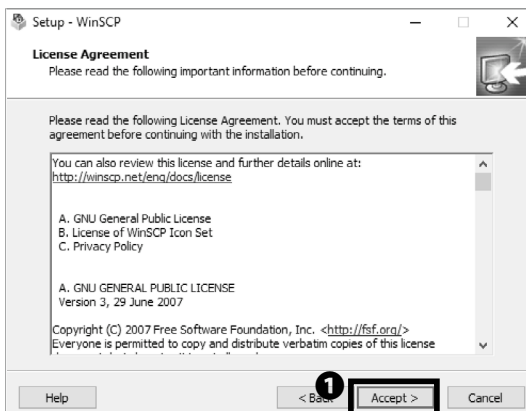 Setup - WinSCP
License Agreement
Please read the following important information before continuing.
Please read the following License Agreement. You must accept the terms of this
agreement before continuing with the installation.
You can also review this license and further details online at:
http://winscp.net/eng/docs/license
A. GNU General Public License
B. License of WinSCP Icon Set
C. Privacy Policy
A. GNU GENERAL PUBLIC LICENSE
Version 3, 29 June 2007
Copyright (C) 2007 Free Software Foundation, Inc. <http://fsf.org/>
Everyone is permitted to copy and distribute verbatim copies of this license
1
Help
Accept >
Cancel